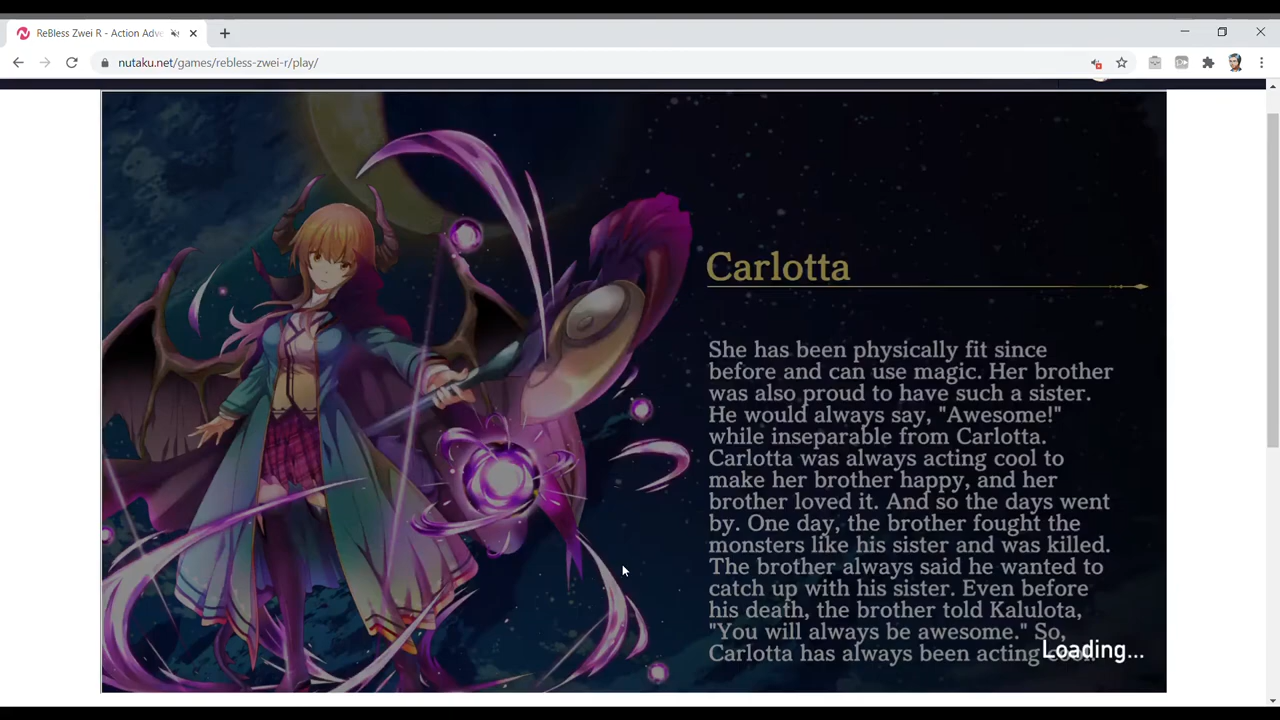 ReBless Zwei R - Action Adve
nutaku.net/games/rebless-zwei-r/play/
Carlotta
She has been physically fit since
before and can use magic. Her brother
was also proud to have such a sister.
He would always say, "Awesome!"
while inseparable from Carlotta.
Carlotta was always acting cool to
make her brother happy, and her
brother loved it. And so the days went
by. One day, the brother fought the
monsters like his sister and was killed.
The brother always said he wanted to
catch up with his sister. Even before
his death, the brother told Kalulota,
"You will always be awesome." So,
Carlotta has always been acting
Loading...